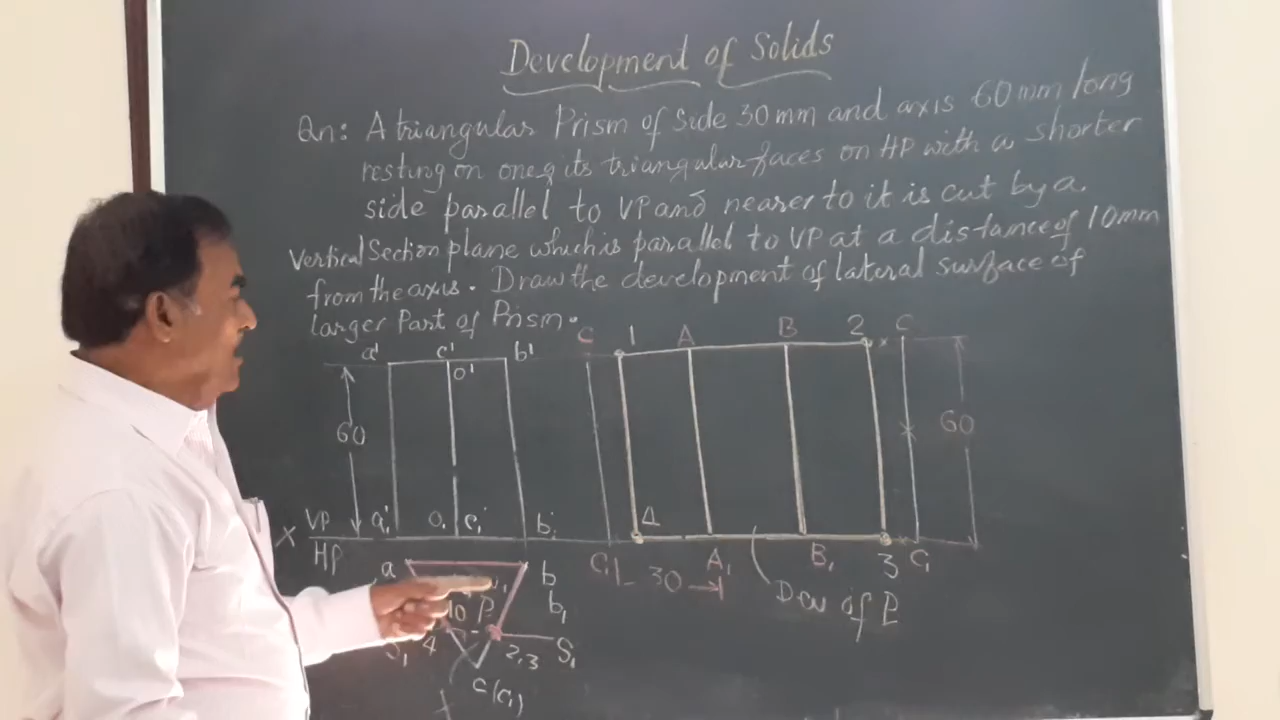 Development of Solids
Qn: A triangular Prism of side 30mm and axis 60mm long
resting on one of its triangular faces on HP with a shorter
side parallel to VP and nearer to it is cut by a
Vertical Section plane which is parallel to VP at a distance of 10mm
from the axis. Draw the development of lateral surface of
larger Part of Prism.
a' c' b' C 1 A B 2 C
o'
60 60
X VP a₁' o₁ c₁' b₁' 4
HP C₁ 30 A₁ B₁ 3 C₁
a b
10 P b₁ Dev of P
S₁ 4 2,3 S₁
c(c₁)